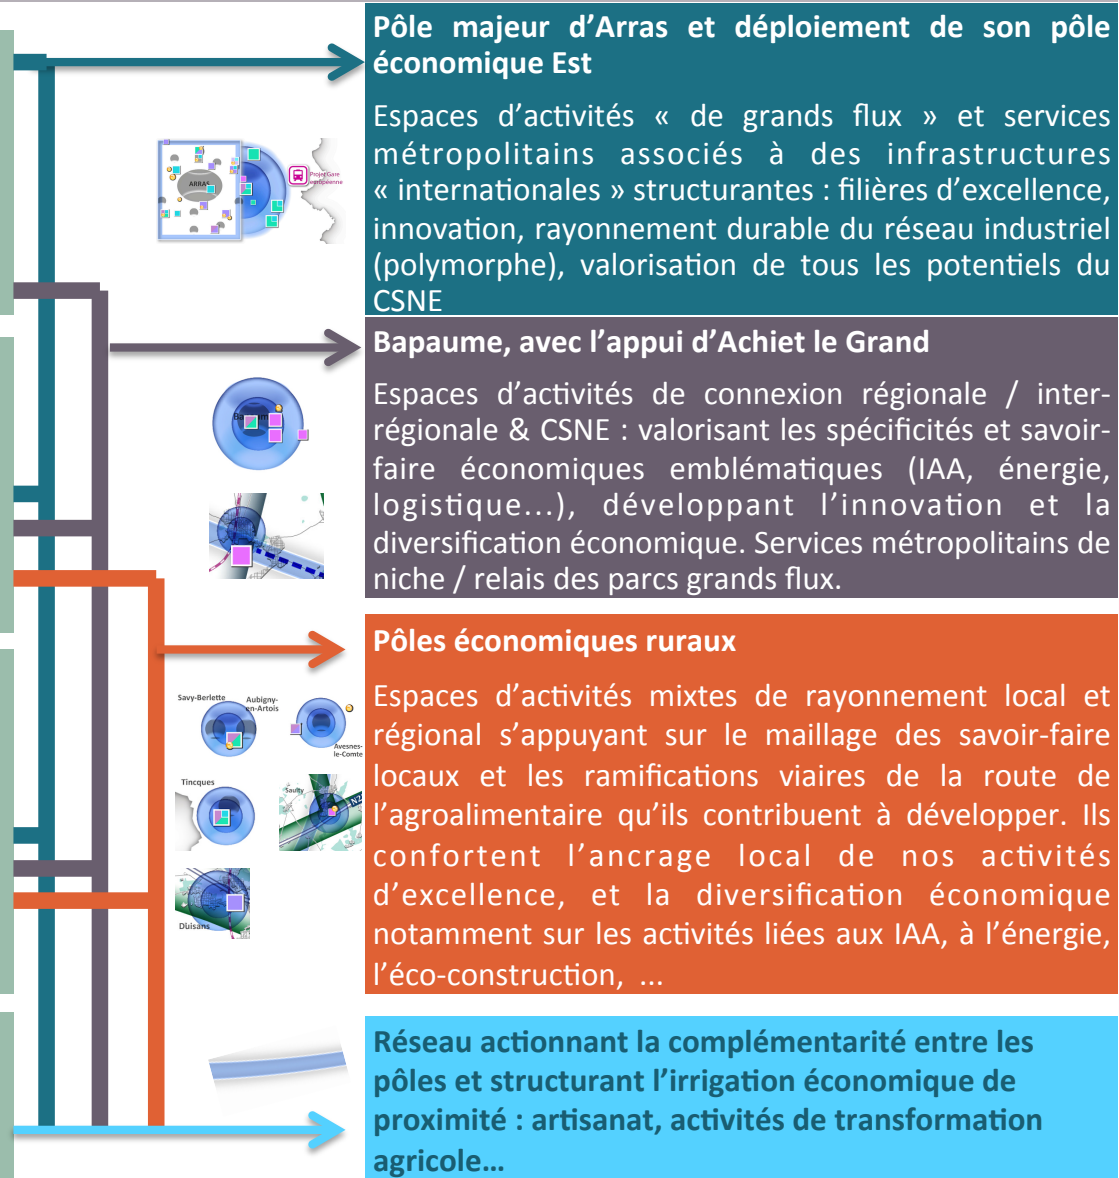 Pôle majeur d’Arras et déploiement de son pôle
économique Est
Espaces d’activités « de grands flux » et services
métropolitains associés à des infrastructures
« internationales » structurantes : filières d’excellence,
innovation, rayonnement durable du réseau industriel
(polymorphe), valorisation de tous les potentiels du
CSNE
ARRAS
Projet Gare
européenne
Bapaume, avec l’appui d’Achiet le Grand
Espaces d’activités de connexion régionale / inter-
régionale & CSNE : valorisant les spécificités et savoir-
faire économiques emblématiques (IAA, énergie,
logistique...), développant l’innovation et la
diversification économique. Services métropolitains de
niche / relais des parcs grands flux.
Pôles économiques ruraux
Espaces d’activités mixtes de rayonnement local et
régional s’appuyant sur le maillage des savoir-faire
locaux et les ramifications viaires de la route de
l’agroalimentaire qu’ils contribuent à développer. Ils
confortent l’ancrage local de nos activités
d’excellence, et la diversification économique
notamment sur les activités liées aux IAA, à l’énergie,
l’éco-construction, ...
Savy-Berlette
Aubigny-
en-Artois
Avesnes-
le-Comte
Tincques
Saulty
N2
Duisans
Réseau actionnant la complémentarité entre les
pôles et structurant l’irrigation économique de
proximité : artisanat, activités de transformation
agricole…